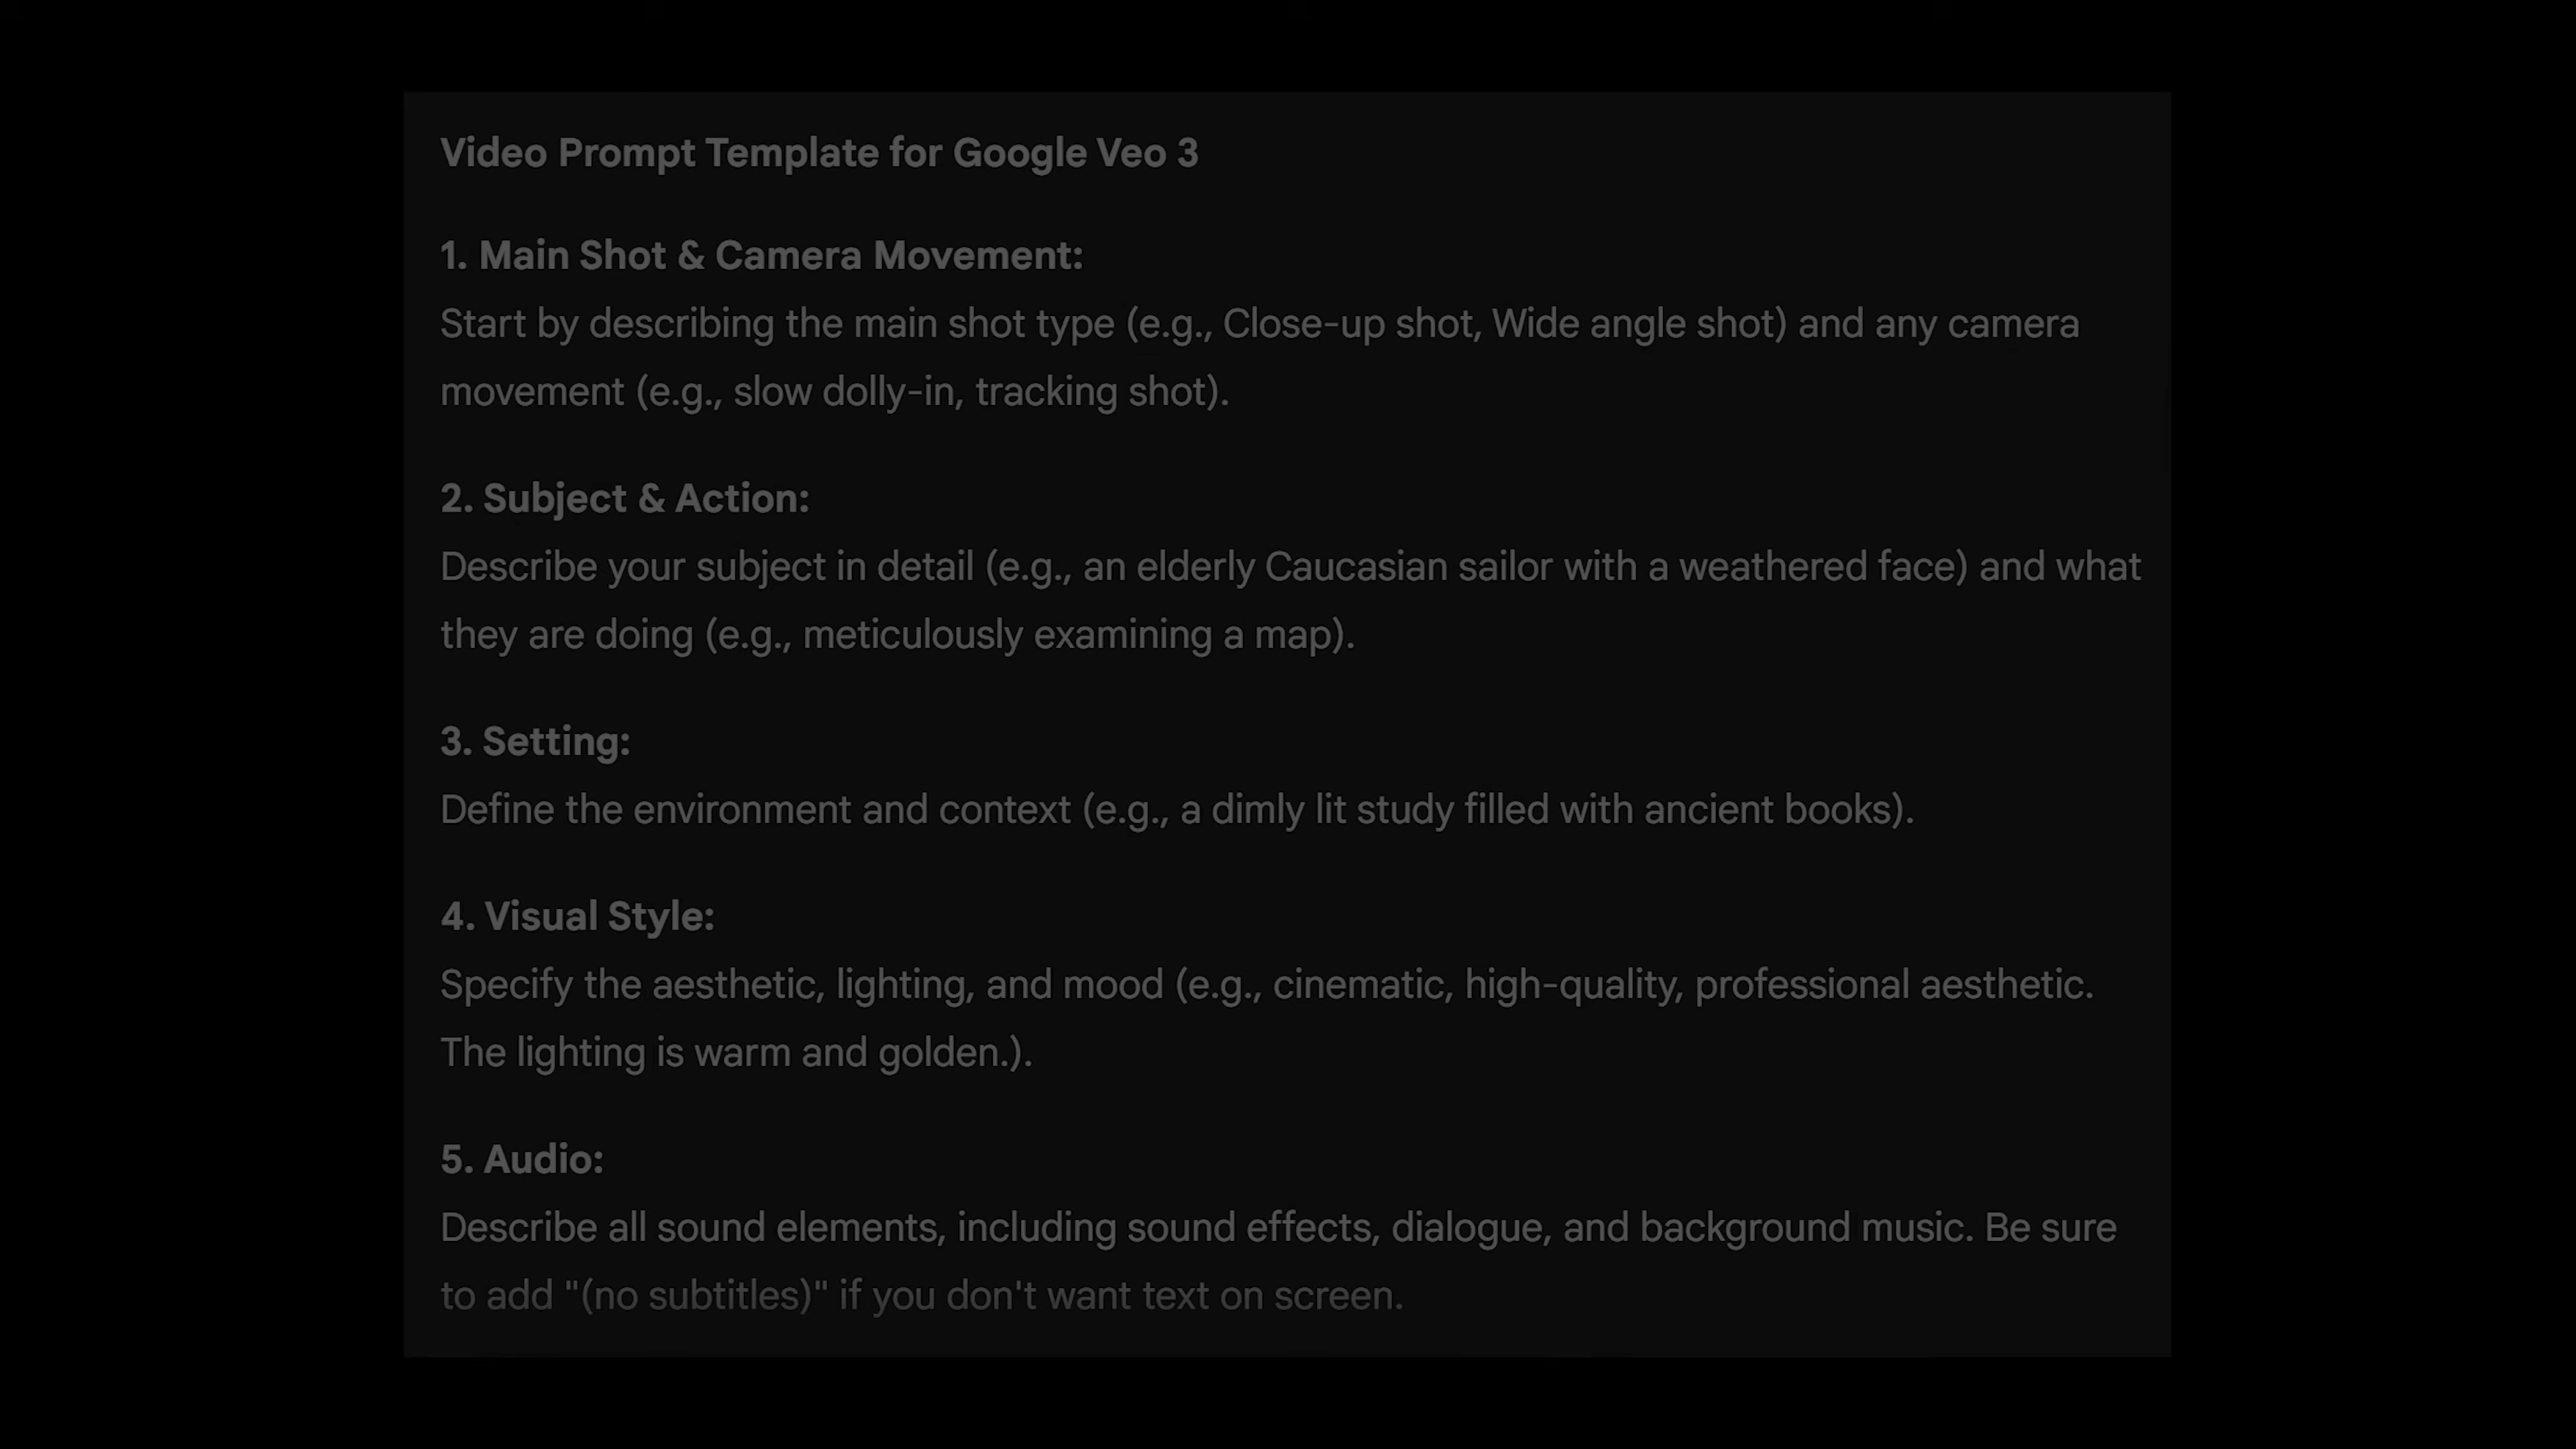 Video Prompt Template for Google Veo 3
1. Main Shot & Camera Movement:
Start by describing the main shot type (e.g., Close-up shot, Wide angle shot) and any camera
movement (e.g., slow dolly-in, tracking shot).
2. Subject & Action:
Describe your subject in detail (e.g., an elderly Caucasian sailor with a weathered face) and what
they are doing (e.g., meticulously examining a map).
3. Setting:
Define the environment and context (e.g., a dimly lit study filled with ancient books).
4. Visual Style:
Specify the aesthetic, lighting, and mood (e.g., cinematic, high-quality, professional aesthetic.
The lighting is warm and golden.).
5. Audio:
Describe all sound elements, including sound effects, dialogue, and background music. Be sure
to add "(no subtitles)" if you don't want text on screen.